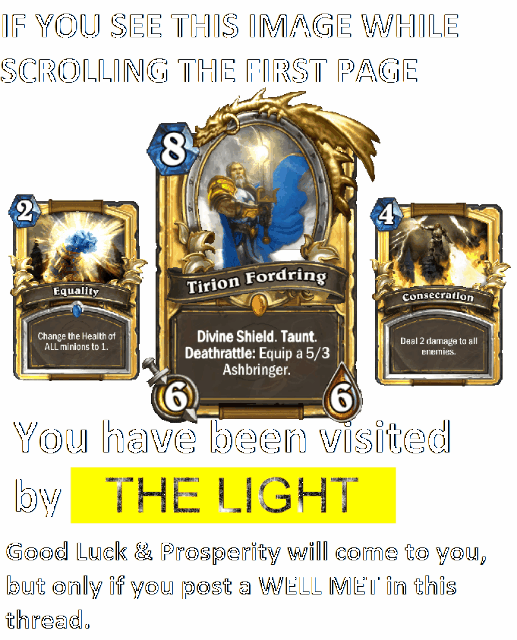 IF YOU SEE THIS IMAGE WHILE
SCROLLING THE FIRST PAGE
8
2
4
Equality
Tirion Fordring
Consecration
Change the Health of
ALL minions to 1.
Divine Shield. Taunt.
Deathrattle: Equip a 5/3
Ashbringer.
Deal 2 damage to all
enemies.
6
6
You have been visited
by THE LIGHT
Good Luck & Prosperity will come to you,
but only if you post a WELL MET in this
thread.